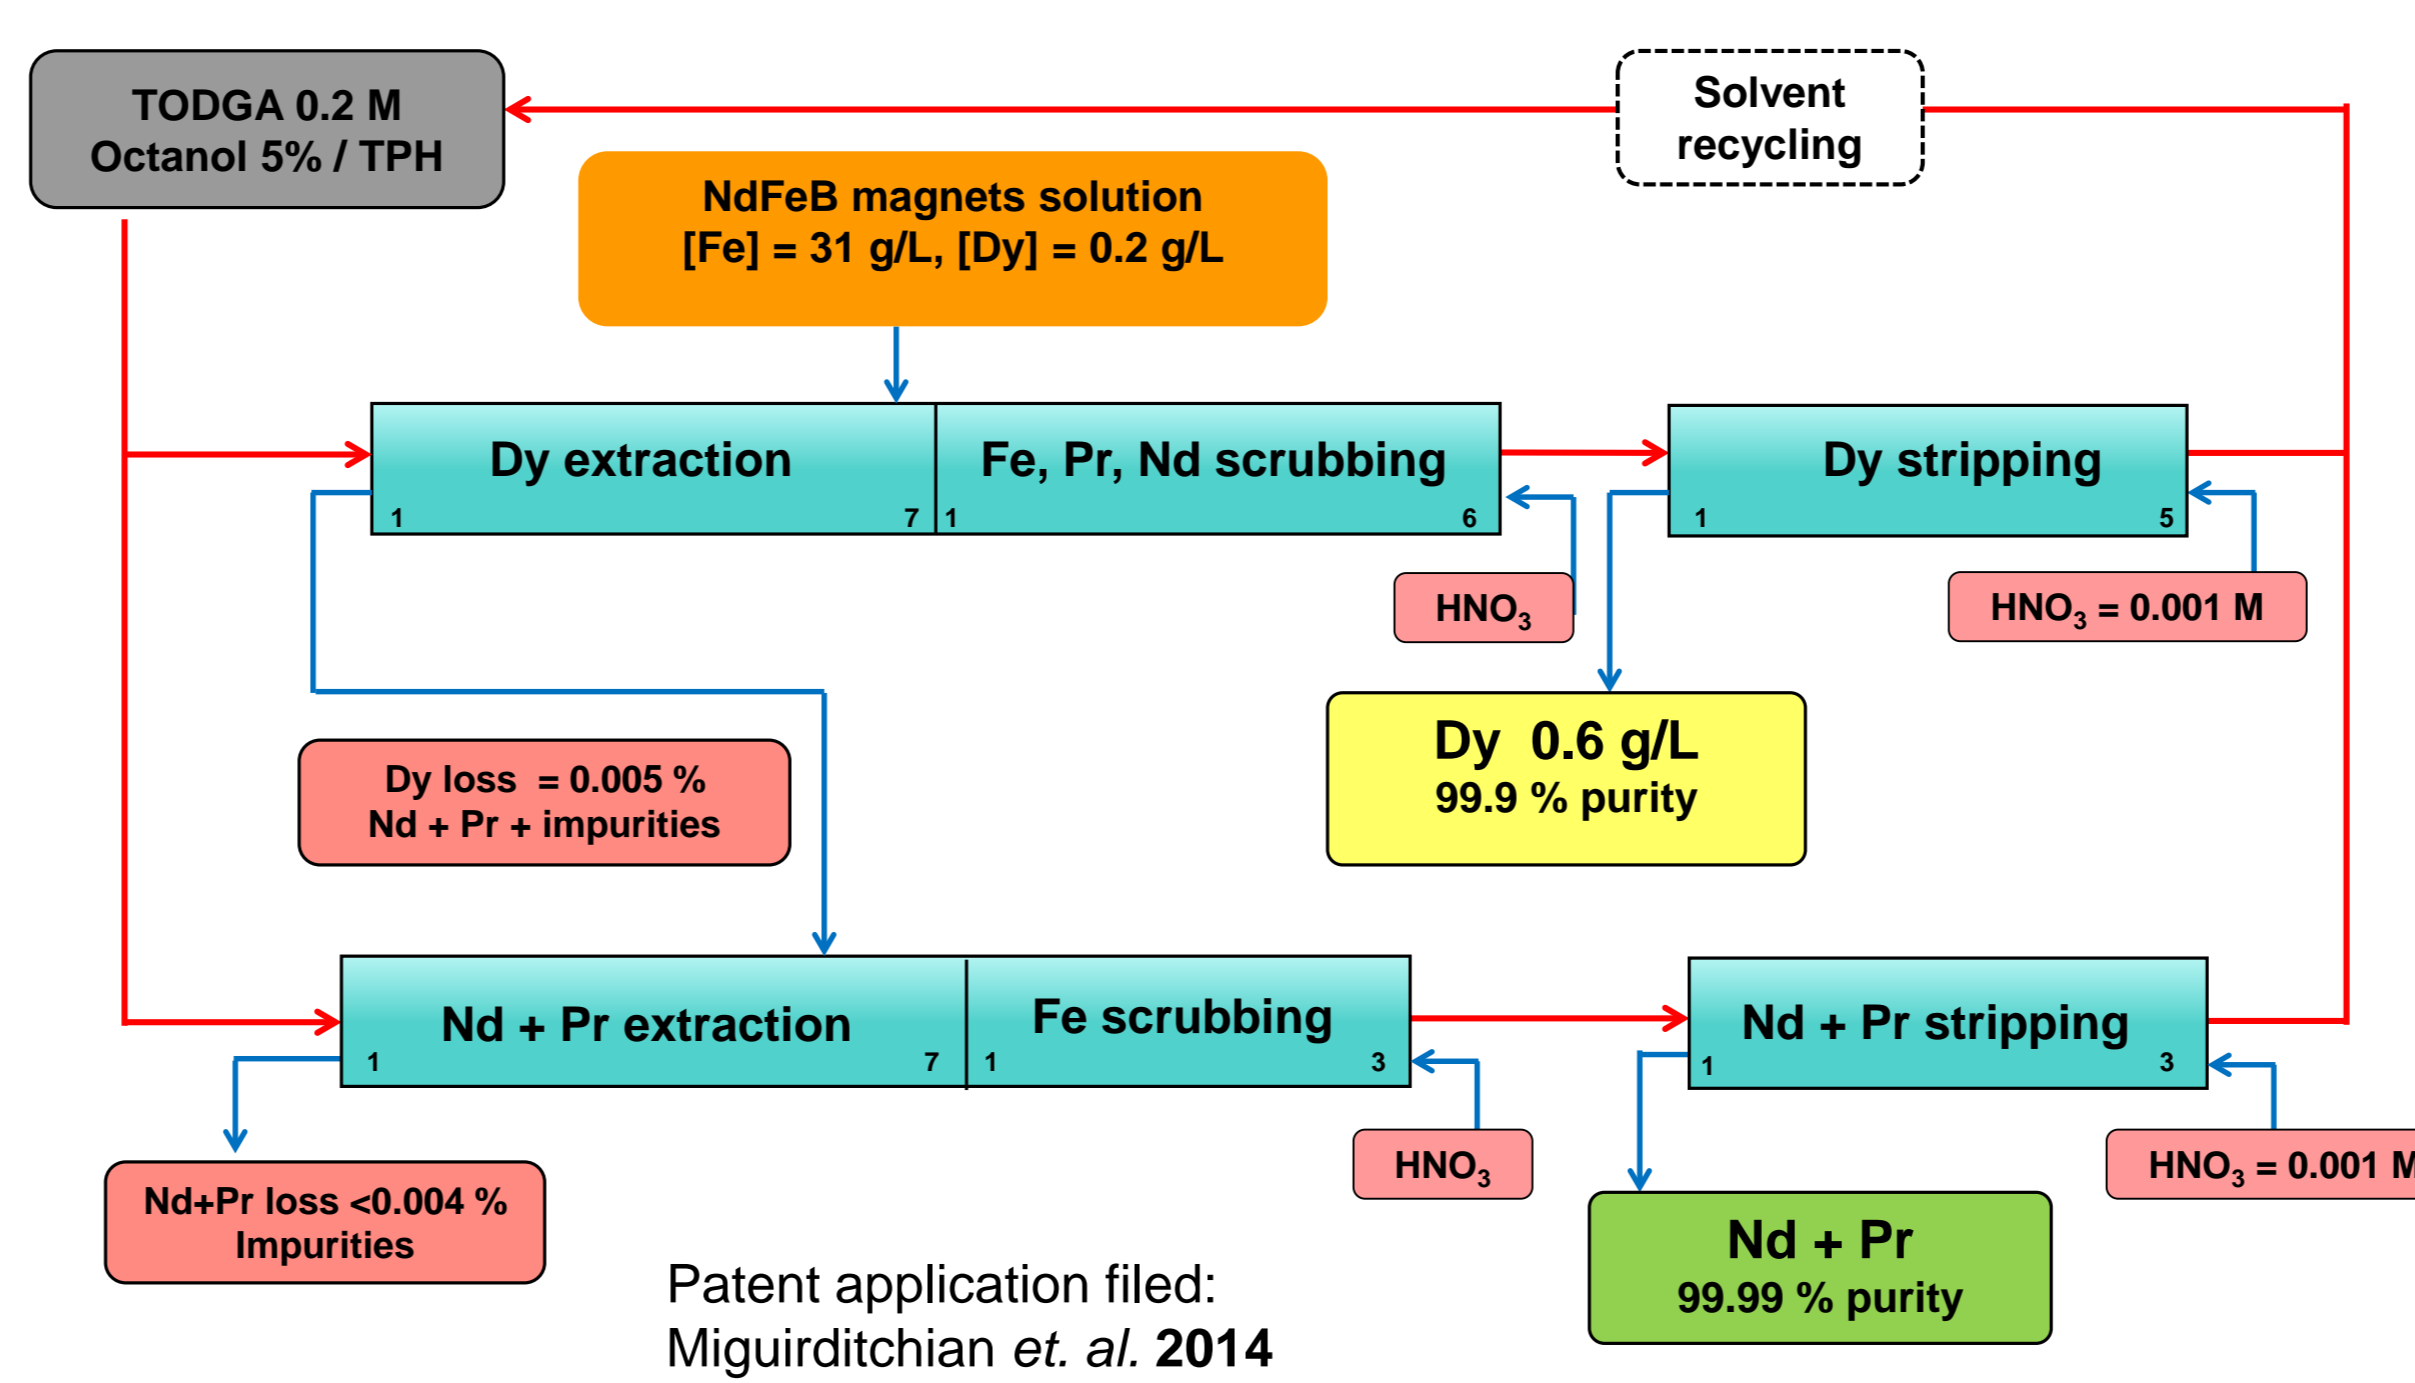 TODGA 0.2 M
Octanol 5% / TPH
Solvent
recycling
NdFeB magnets solution
[Fe] = 31 g/L, [Dy] = 0.2 g/L
Dy extraction
1 7
Fe, Pr, Nd scrubbing
1 6
Dy stripping
1 5
HNO₃
HNO₃ = 0.001 M
Dy 0.6 g/L
99.9 % purity
Dy loss = 0.005 %
Nd + Pr + impurities
Nd + Pr extraction
1 7
Fe scrubbing
1 3
Nd + Pr stripping
1 3
HNO₃
HNO₃ = 0.001 M
Nd+Pr loss <0.004 %
Impurities
Nd + Pr
99.99 % purity
Patent application filed:
Miguirditchian et. al. 2014